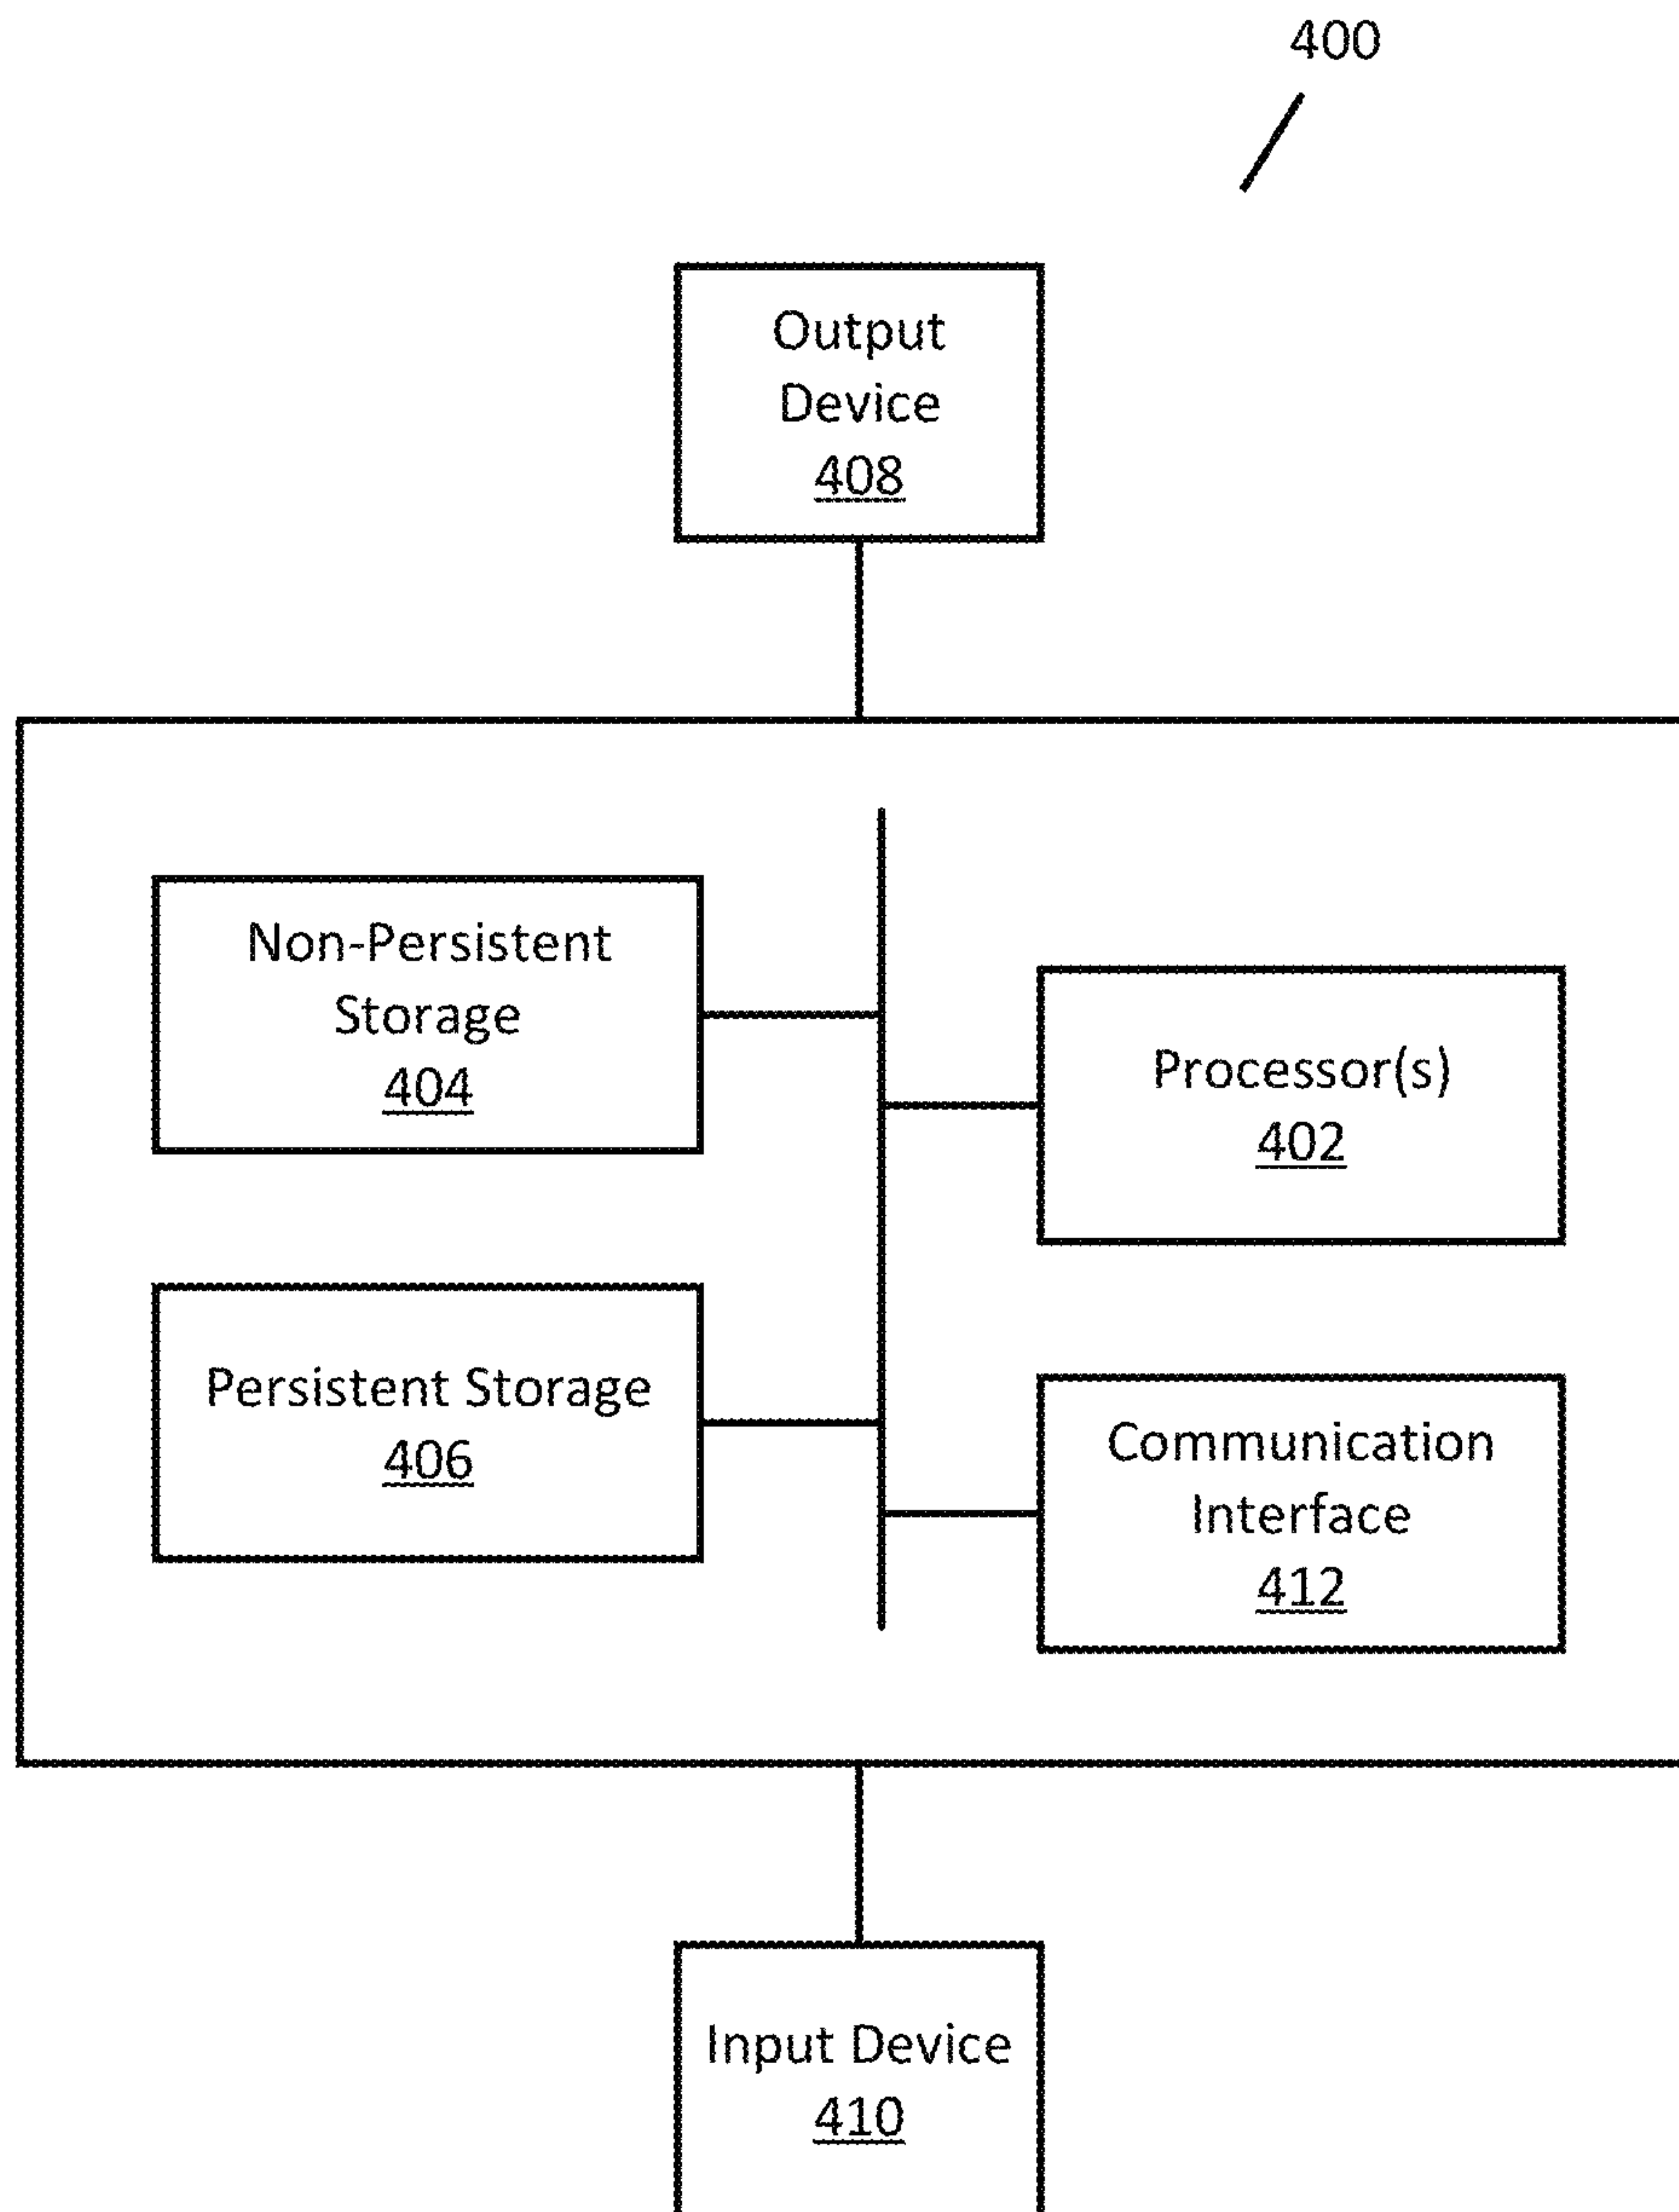 400
Output
Device
408
Non-Persistent
Storage
404
Processor(s)
402
Persistent Storage
406
Communication
Interface
412
Input Device
410